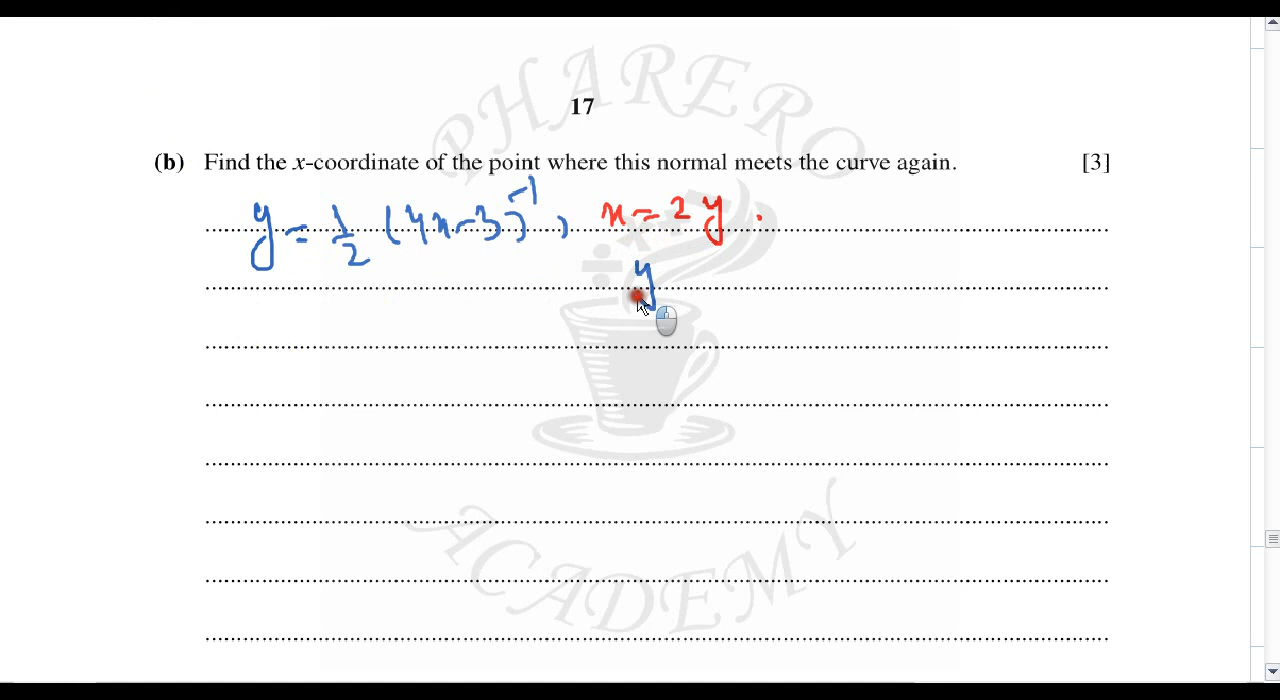 PHARERO
17
(b) Find the x-coordinate of the point where this normal meets the curve again. [3]
y = 1/2 (4x-3)^-1 , x = 2y .
y
ACADEMY